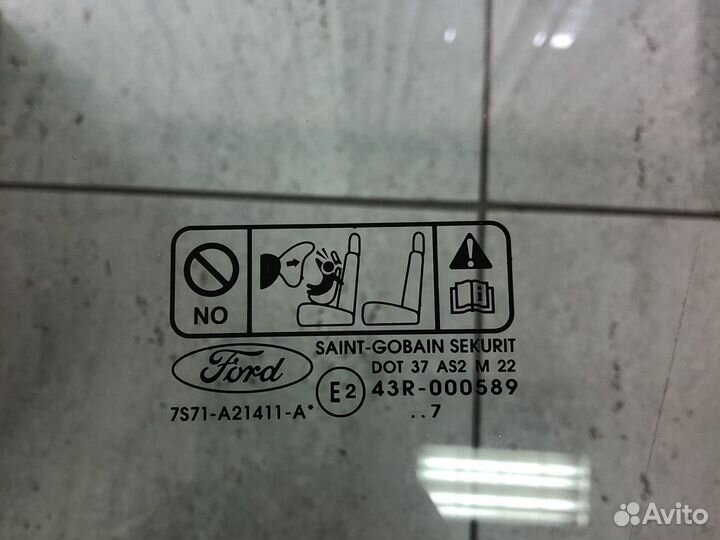 NO
SAINT-GOBAIN SEKURIT
DOT 37 AS2 M 22
Ford
E2
43R-000589
7S71-A21411-A*
..7
Avito